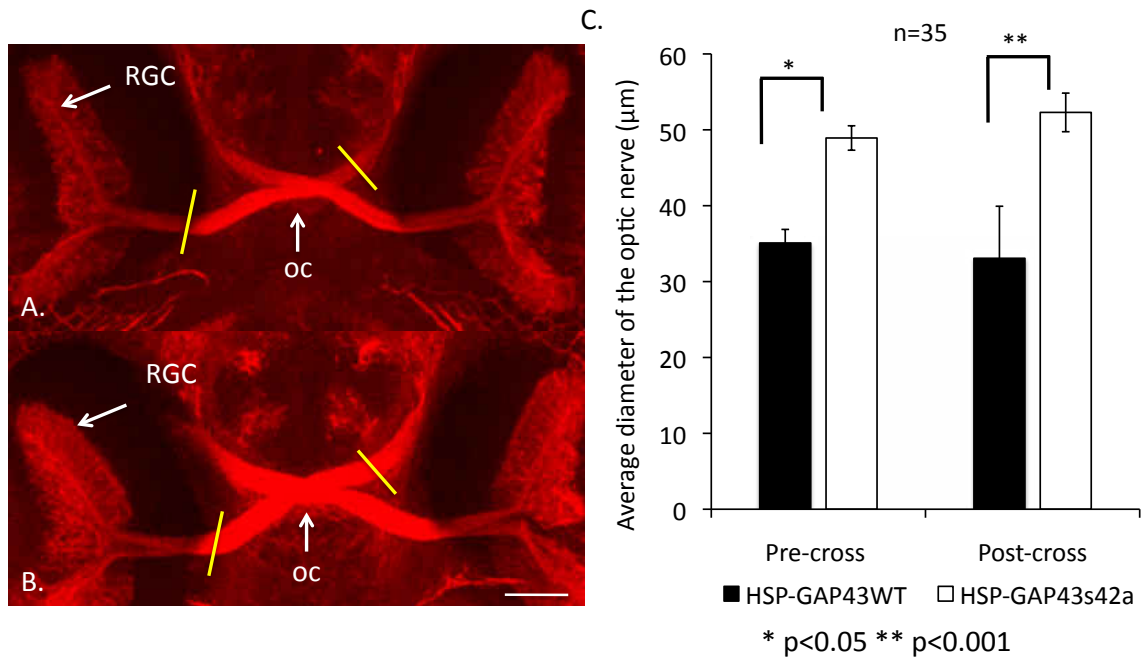 RGC
oc
A.
RGC
oc
B.
C.
n=35
Average diameter of the optic nerve (μm)
60
50
40
30
20
10
0
*
**
Pre-cross
Post-cross
HSP-GAP43WT
HSP-GAP43s42a
* p<0.05 ** p<0.001